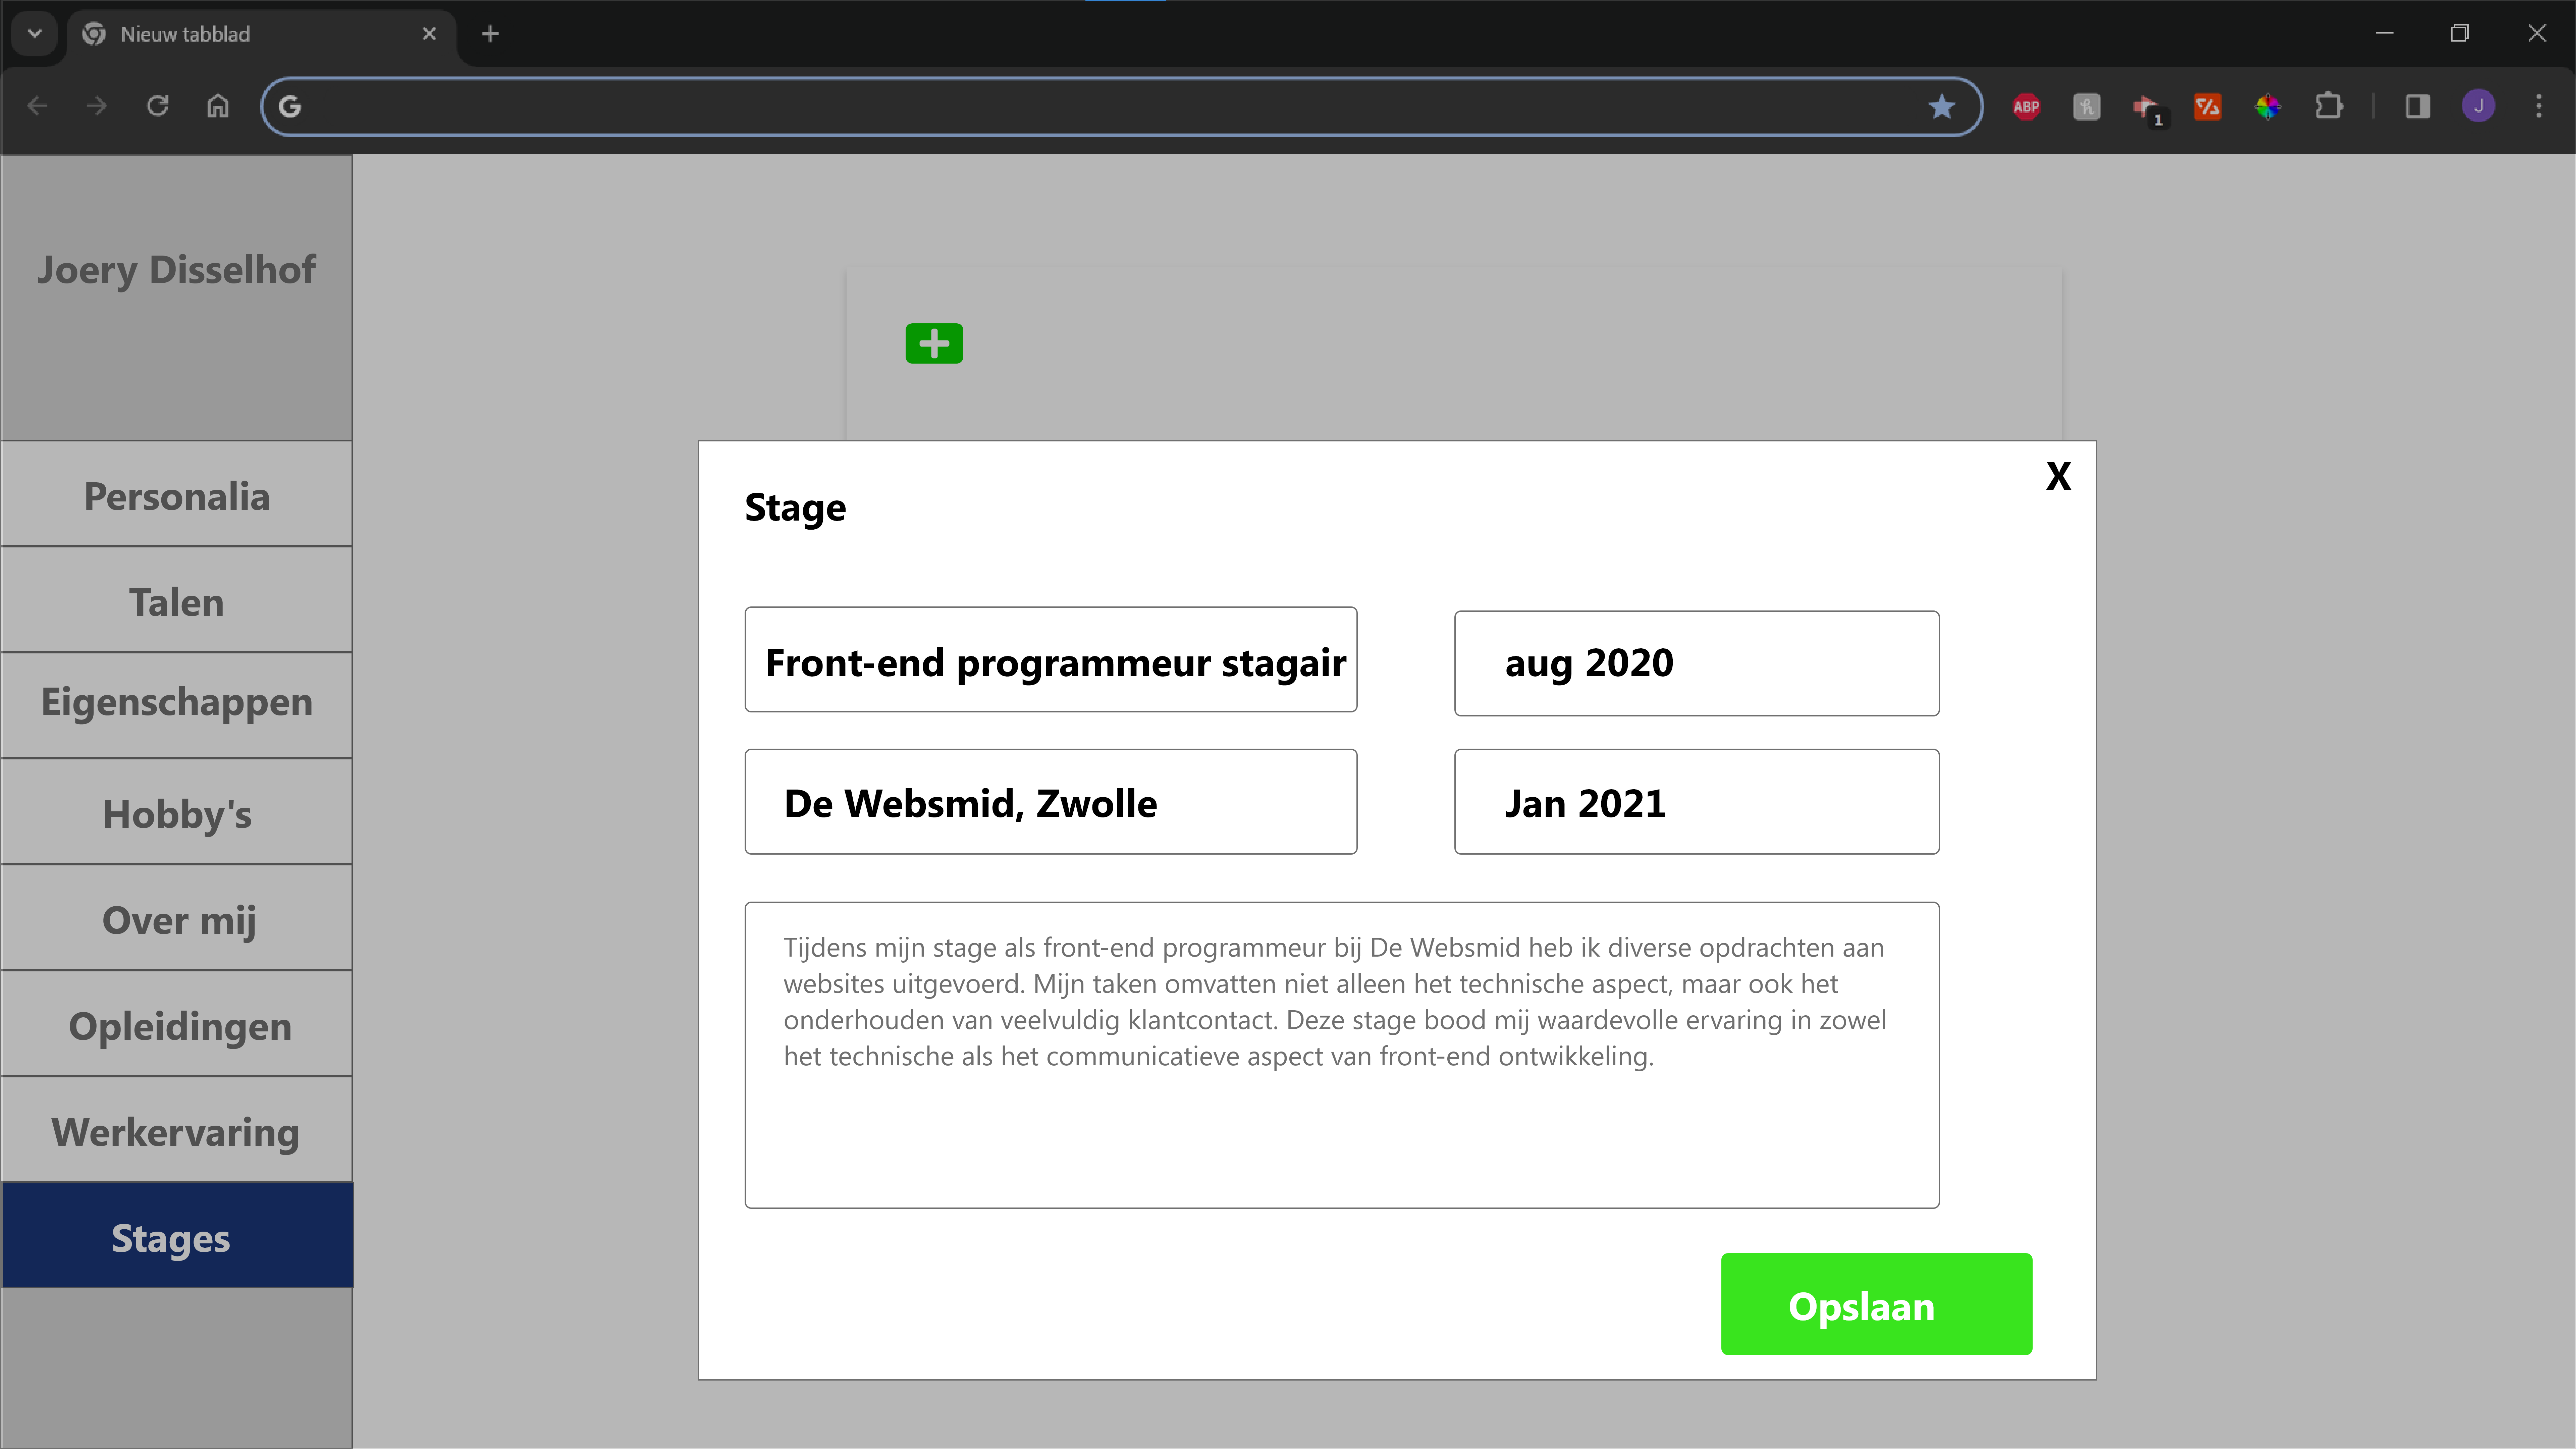 Nieuw tabblad
G
ABP
1
J
Joery Disselhof
Personalia
Talen
Eigenschappen
Hobby's
Over mij
Opleidingen
Werkervaring
Stages
X
Stage
Front-end programmeur stagair
aug 2020
De Websmid, Zwolle
Jan 2021
Tijdens mijn stage als front-end programmeur bij De Websmid heb ik diverse opdrachten aan
websites uitgevoerd. Mijn taken omvatten niet alleen het technische aspect, maar ook het
onderhouden van veelvuldig klantcontact. Deze stage bood mij waardevolle ervaring in zowel
het technische als het communicatieve aspect van front-end ontwikkeling.
Opslaan